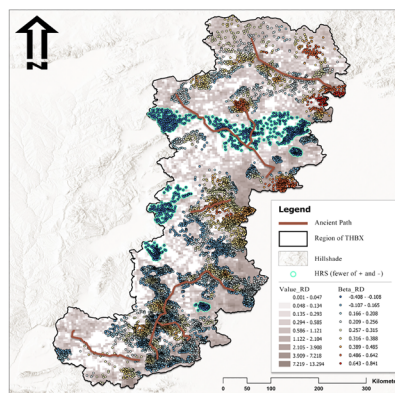 N
Legend
Ancient Path
Region of THBX
Hillshade
HRS (fewer of + and -)
Value_RD Beta_RD
0.001 - 0.047 -0.408 - -0.108
0.048 - 0.134 -0.107 - 0.165
0.135 - 0.293 0.166 - 0.208
0.294 - 0.585 0.209 - 0.256
0.586 - 1.121 0.257 - 0.315
1.122 - 2.104 0.316 - 0.388
2.105 - 3.908 0.389 - 0.485
3.909 - 7.218 0.486 - 0.642
7.219 - 13.294 0.643 - 0.841
Kilometer
0 50 100 200 300